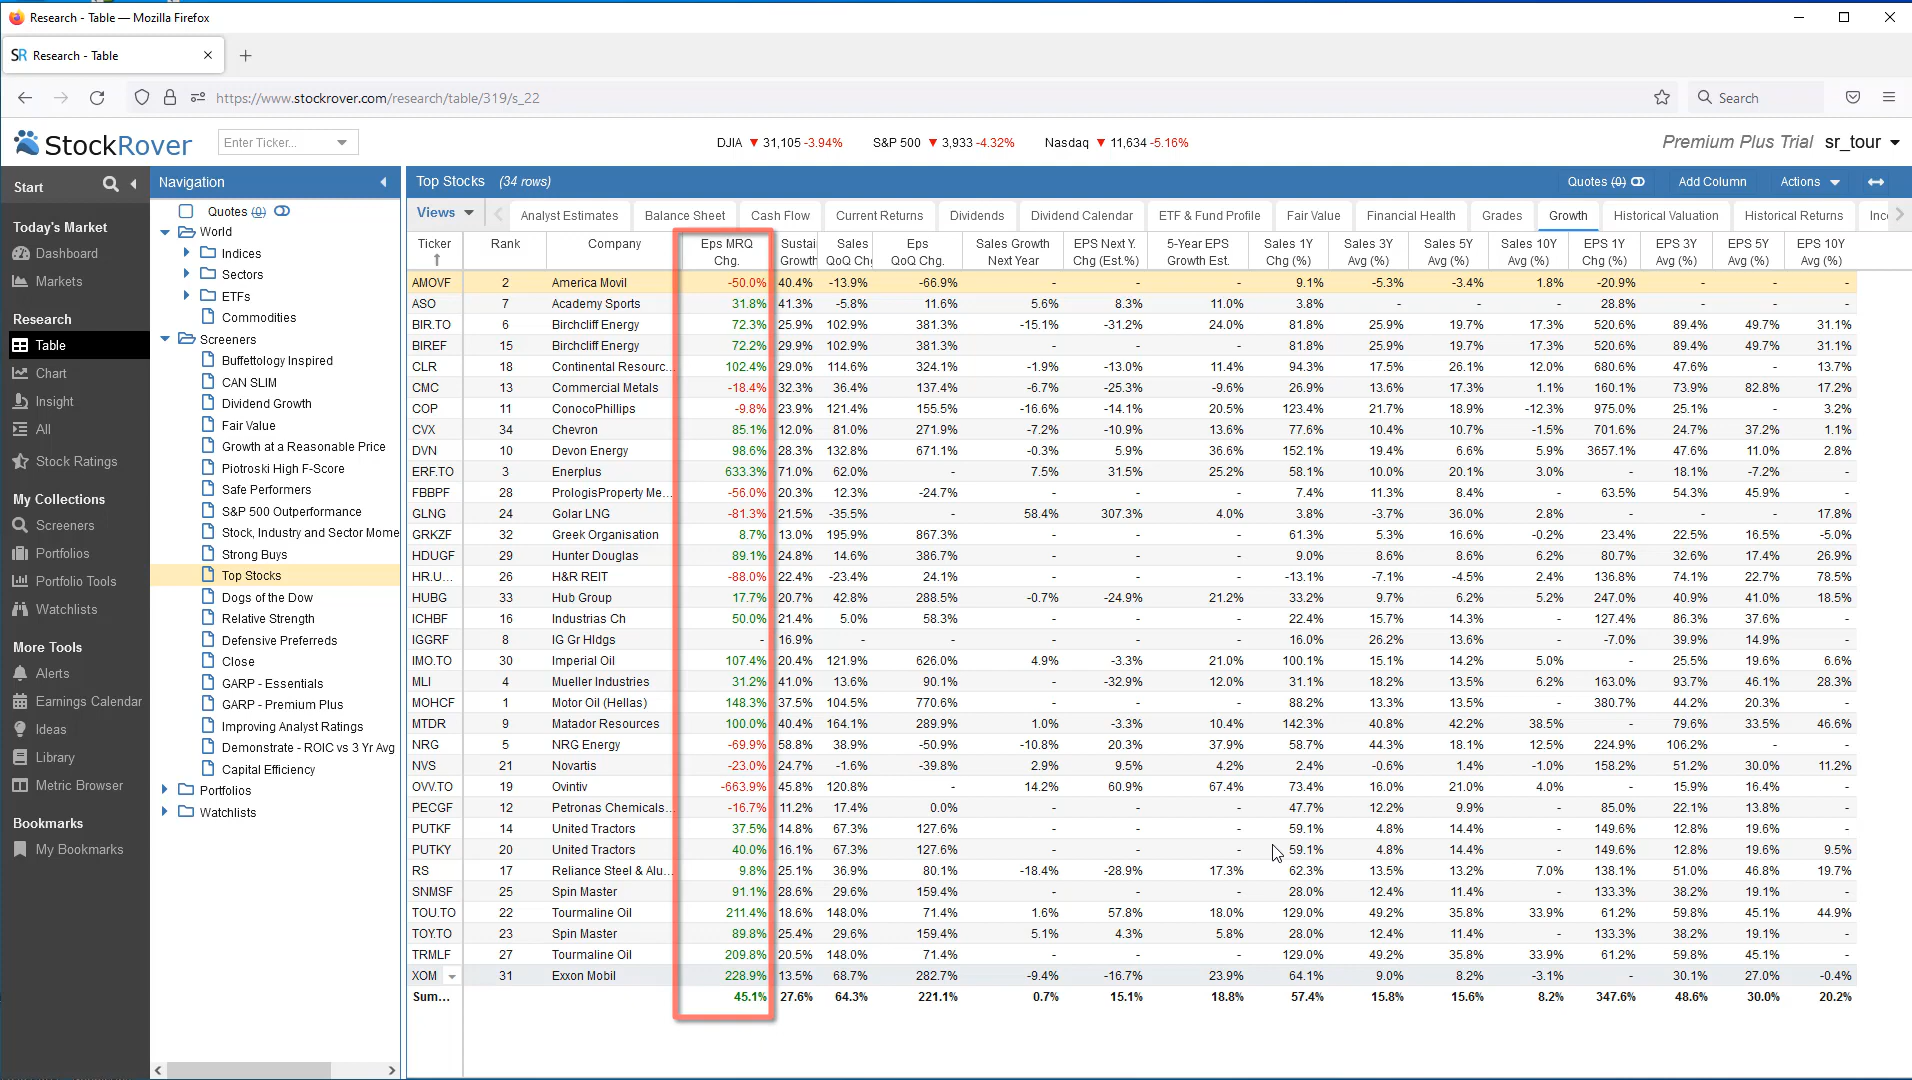 Research - Table — Mozilla Firefox
SR Research - Table
https://www.stockrover.com/research/table/319/s_22
Search
StockRover
Enter Ticker...
DJIA ▼ 31,105 -3.94% S&P 500 ▼ 3,933 -4.32% Nasdaq ▼ 11,634 -5.16%
Premium Plus Trial sr_tour
Start
Today's Market
Dashboard
Markets
Research
Table
Chart
Insight
All
Stock Ratings
My Collections
Screeners
Portfolios
Portfolio Tools
Watchlists
More Tools
Alerts
Earnings Calendar
Ideas
Library
Metric Browser
Bookmarks
My Bookmarks
Navigation
Quotes (0)
World
Indices
Sectors
ETFs
Commodities
Screeners
Buffettology Inspired
CAN SLIM
Dividend Growth
Fair Value
Growth at a Reasonable Price
Piotroski High F-Score
Safe Performers
S&P 500 Outperformance
Stock, Industry and Sector Mome
Strong Buys
Top Stocks
Dogs of the Dow
Relative Strength
Defensive Preferreds
Close
GARP - Essentials
GARP - Premium Plus
Improving Analyst Ratings
Demonstrate - ROIC vs 3 Yr Avg
Capital Efficiency
Portfolios
Watchlists
Top Stocks (34 rows)
Quotes (0) Add Column Actions
Views Analyst Estimates Balance Sheet Cash Flow Current Returns Dividends Dividend Calendar ETF & Fund Profile Fair Value Financial Health Grades Growth Historical Valuation Historical Returns Inc
Ticker Rank Company Eps MRQ Sustai Sales Eps Sales Growth EPS Next Y. 5-Year EPS Sales 1Y Sales 3Y Sales 5Y Sales 10Y EPS 1Y EPS 3Y EPS 5Y EPS 10Y
Chg. Growth QoQ Chg QoQ Chg. Next Year Chg (Est.%) Growth Est. Chg (%) Avg (%) Avg (%) Avg (%) Chg (%) Avg (%) Avg (%) Avg (%)
AMOVF 2 America Movil -50.0% 40.4% -13.9% -66.9% - - - 9.1% -5.3% -3.4% 1.8% -20.9% - - -
ASO 7 Academy Sports 31.8% 41.3% -5.8% 11.6% 5.6% 8.3% 11.0% 3.8% - - - 28.8% - - -
BIR.TO 6 Birchcliff Energy 72.3% 25.9% 102.9% 381.3% -15.1% -31.2% 24.0% 81.8% 25.9% 19.7% 17.3% 520.6% 89.4% 49.7% 31.1%
BIREF 15 Birchcliff Energy 72.2% 29.9% 102.9% 381.3% - - - 81.8% 25.9% 19.7% 17.3% 520.6% 89.4% 49.7% 31.1%
CLR 18 Continental Resourc... 102.4% 29.0% 114.6% 324.1% -1.9% -13.0% 11.4% 94.3% 17.5% 26.1% 12.0% 680.6% 47.6% - 13.7%
CMC 13 Commercial Metals -18.4% 32.3% 36.4% 137.4% -6.7% -25.3% -9.6% 26.9% 13.6% 17.3% 1.1% 160.1% 73.9% 82.8% 17.2%
COP 11 ConocoPhillips -9.8% 23.9% 121.4% 155.5% -16.6% -14.1% 20.5% 123.4% 21.7% 18.9% -12.3% 975.0% 25.1% - 3.2%
CVX 34 Chevron 85.1% 12.0% 81.0% 271.9% -7.2% -10.9% 13.6% 77.6% 10.4% 10.7% -1.5% 701.6% 24.7% 37.2% 1.1%
DVN 10 Devon Energy 98.6% 28.3% 132.8% 671.1% -0.3% 5.9% 36.6% 152.1% 19.4% 6.6% 5.9% 3657.1% 47.6% 11.0% 2.8%
ERF.TO 3 Enerplus 633.3% 71.0% 62.0% - 7.5% 31.5% 25.2% 58.1% 10.0% 20.1% 3.0% - 18.1% -7.2% -
FBBPF 28 PrologisProperty Me... -56.0% 20.3% 12.3% -24.7% - - - 7.4% 11.3% 8.4% - 63.5% 54.3% 45.9% -
GLNG 24 Golar LNG -81.3% 21.5% -35.5% - 58.4% 307.3% 4.0% 3.8% -3.7% 36.0% 2.8% - - - 17.8%
GRKZF 32 Greek Organisation 8.7% 13.0% 195.9% 867.3% - - - 61.3% 5.3% 16.6% -0.2% 23.4% 22.5% 16.5% -5.0%
HDUGF 29 Hunter Douglas 89.1% 24.8% 14.6% 386.7% - - - 9.0% 8.6% 8.6% 6.2% 80.7% 32.6% 17.4% 26.9%
HR.U... 26 H&R REIT -88.0% 22.4% -23.4% 24.1% - - - -13.1% -7.1% -4.5% 2.4% 136.8% 74.1% 22.7% 78.5%
HUBG 33 Hub Group 17.7% 20.7% 42.8% 288.5% -0.7% -24.9% 21.2% 33.2% 9.7% 6.2% 5.2% 247.0% 40.9% 41.0% 18.5%
ICHBF 16 Industrias Ch 50.0% 21.4% 5.0% 58.3% - - - 22.4% 15.7% 14.3% - 127.4% 86.3% 37.6% -
IGGRF 8 IG Gr Hldgs - 16.9% - - - - - 16.0% 26.2% 13.6% - -7.0% 39.9% 14.9% -
IMO.TO 30 Imperial Oil 107.4% 20.4% 121.9% 626.0% 4.9% -3.3% 21.0% 100.1% 15.1% 14.2% 5.0% - 25.5% 19.6% 6.6%
MLI 4 Mueller Industries 31.2% 41.0% 13.6% 90.1% - -32.9% 12.0% 31.1% 18.2% 13.5% 6.2% 163.0% 93.7% 46.1% 28.3%
MOHCF 1 Motor Oil (Hellas) 148.3% 37.5% 104.5% 770.6% - - - 88.2% 13.3% 13.5% - 380.7% 44.2% 20.3% -
MTDR 9 Matador Resources 100.0% 40.4% 164.1% 289.9% 1.0% -3.3% 10.4% 142.3% 40.8% 42.2% 38.5% - 79.6% 33.5% 46.6%
NRG 5 NRG Energy -69.9% 58.8% 38.9% -50.9% -10.8% 20.3% 37.9% 58.7% 44.3% 18.1% 12.5% 224.9% 106.2% - -
NVS 21 Novartis -23.0% 24.7% -1.6% -39.8% 2.9% 9.5% 4.2% 2.4% -0.6% 1.4% -1.0% 158.2% 51.2% 30.0% 11.2%
OVV.TO 19 Ovintiv -663.9% 45.8% 120.8% - 14.2% 60.9% 67.4% 73.4% 16.0% 21.0% 4.0% - 15.9% 16.4% -
PECGF 12 Petronas Chemicals... -16.7% 11.2% 17.4% 0.0% - - - 47.7% 12.2% 9.9% - 85.0% 22.1% 13.8% -
PUTKF 14 United Tractors 37.5% 14.8% 67.3% 127.6% - - - 59.1% 4.8% 14.4% - 149.6% 12.8% 19.6% -
PUTKY 20 United Tractors 40.0% 16.1% 67.3% 127.6% - - - 59.1% 4.8% 14.4% - 149.6% 12.8% 19.6% 9.5%
RS 17 Reliance Steel & Alu... 9.8% 25.1% 36.9% 80.1% -18.4% -28.9% 17.3% 62.3% 13.5% 13.2% 7.0% 138.1% 51.0% 46.8% 19.7%
SNMSF 25 Spin Master 91.1% 28.6% 29.6% 159.4% - - - 28.0% 12.4% 11.4% - 133.3% 38.2% 19.1% -
TOU.TO 22 Tourmaline Oil 211.4% 18.6% 148.0% 71.4% 1.6% 57.8% 18.0% 129.0% 49.2% 35.8% 33.9% 61.2% 59.8% 45.1% 44.9%
TOY.TO 23 Spin Master 89.8% 25.4% 29.6% 159.4% 5.1% 4.3% 5.8% 28.0% 12.4% 11.4% - 133.3% 38.2% 19.1% -
TRMLF 27 Tourmaline Oil 209.8% 20.5% 148.0% 71.4% - - - 129.0% 49.2% 35.8% 33.9% 61.2% 59.8% 45.1% -
XOM 31 Exxon Mobil 228.9% 13.5% 68.7% 282.7% -9.4% -16.7% 23.9% 64.1% 9.0% 8.2% -3.1% - 30.1% 27.0% -0.4%
Sum... 45.1% 27.6% 64.3% 221.1% 0.7% 15.1% 18.8% 57.4% 15.8% 15.6% 8.2% 347.6% 48.6% 30.0% 20.2%